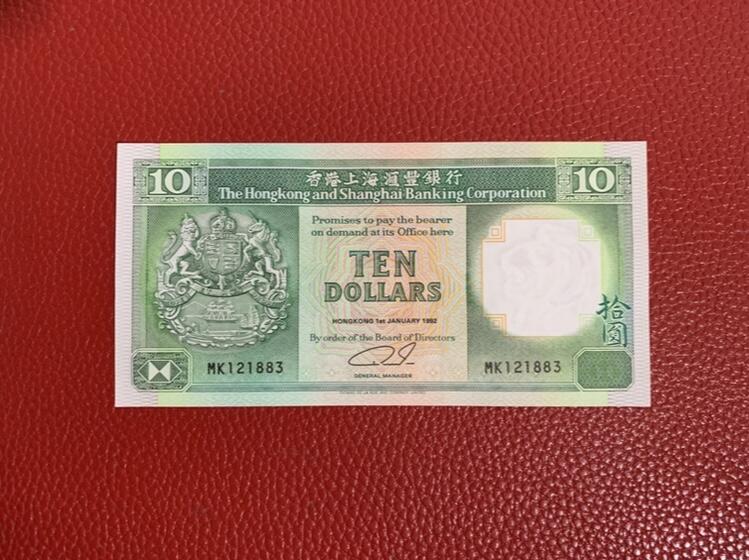 香港上海滙豐銀行
10 The Hongkong and Shanghai Banking Corporation 10
Promises to pay the bearer
on demand at its Office here
TEN
DOLLARS
拾
圓
HONGKONG 1st JANUARY 1992
By order of the Board of Directors
MK121883
MK121883
GENERAL MANAGER